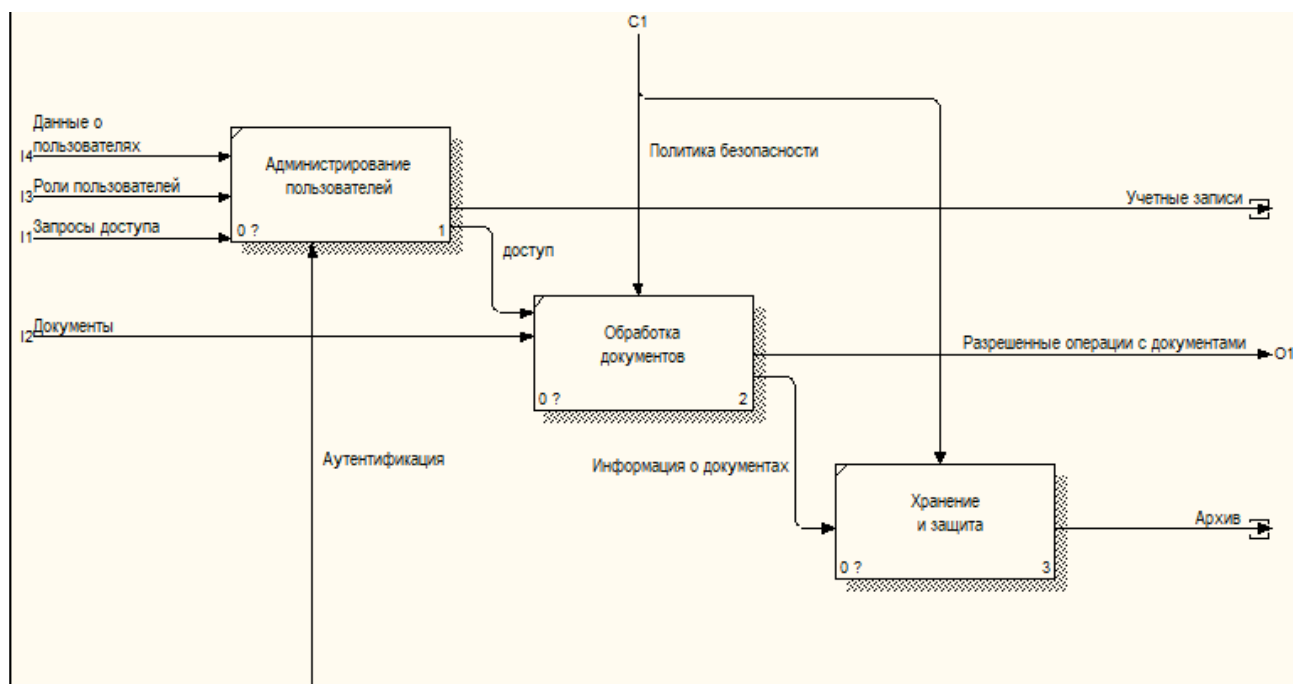 C1
Данные о
пользователях
I4
Роли пользователей
I3
Запросы доступа
I1
Администрирование
пользователей
0 ?
1
Политика безопасности
Учетные записи
доступ
Документы
I2
Обработка
документов
0 ?
2
Разрешенные операции с документами
O1
Аутентификация
Информация о документах
Хранение
и защита
0 ?
3
Архив